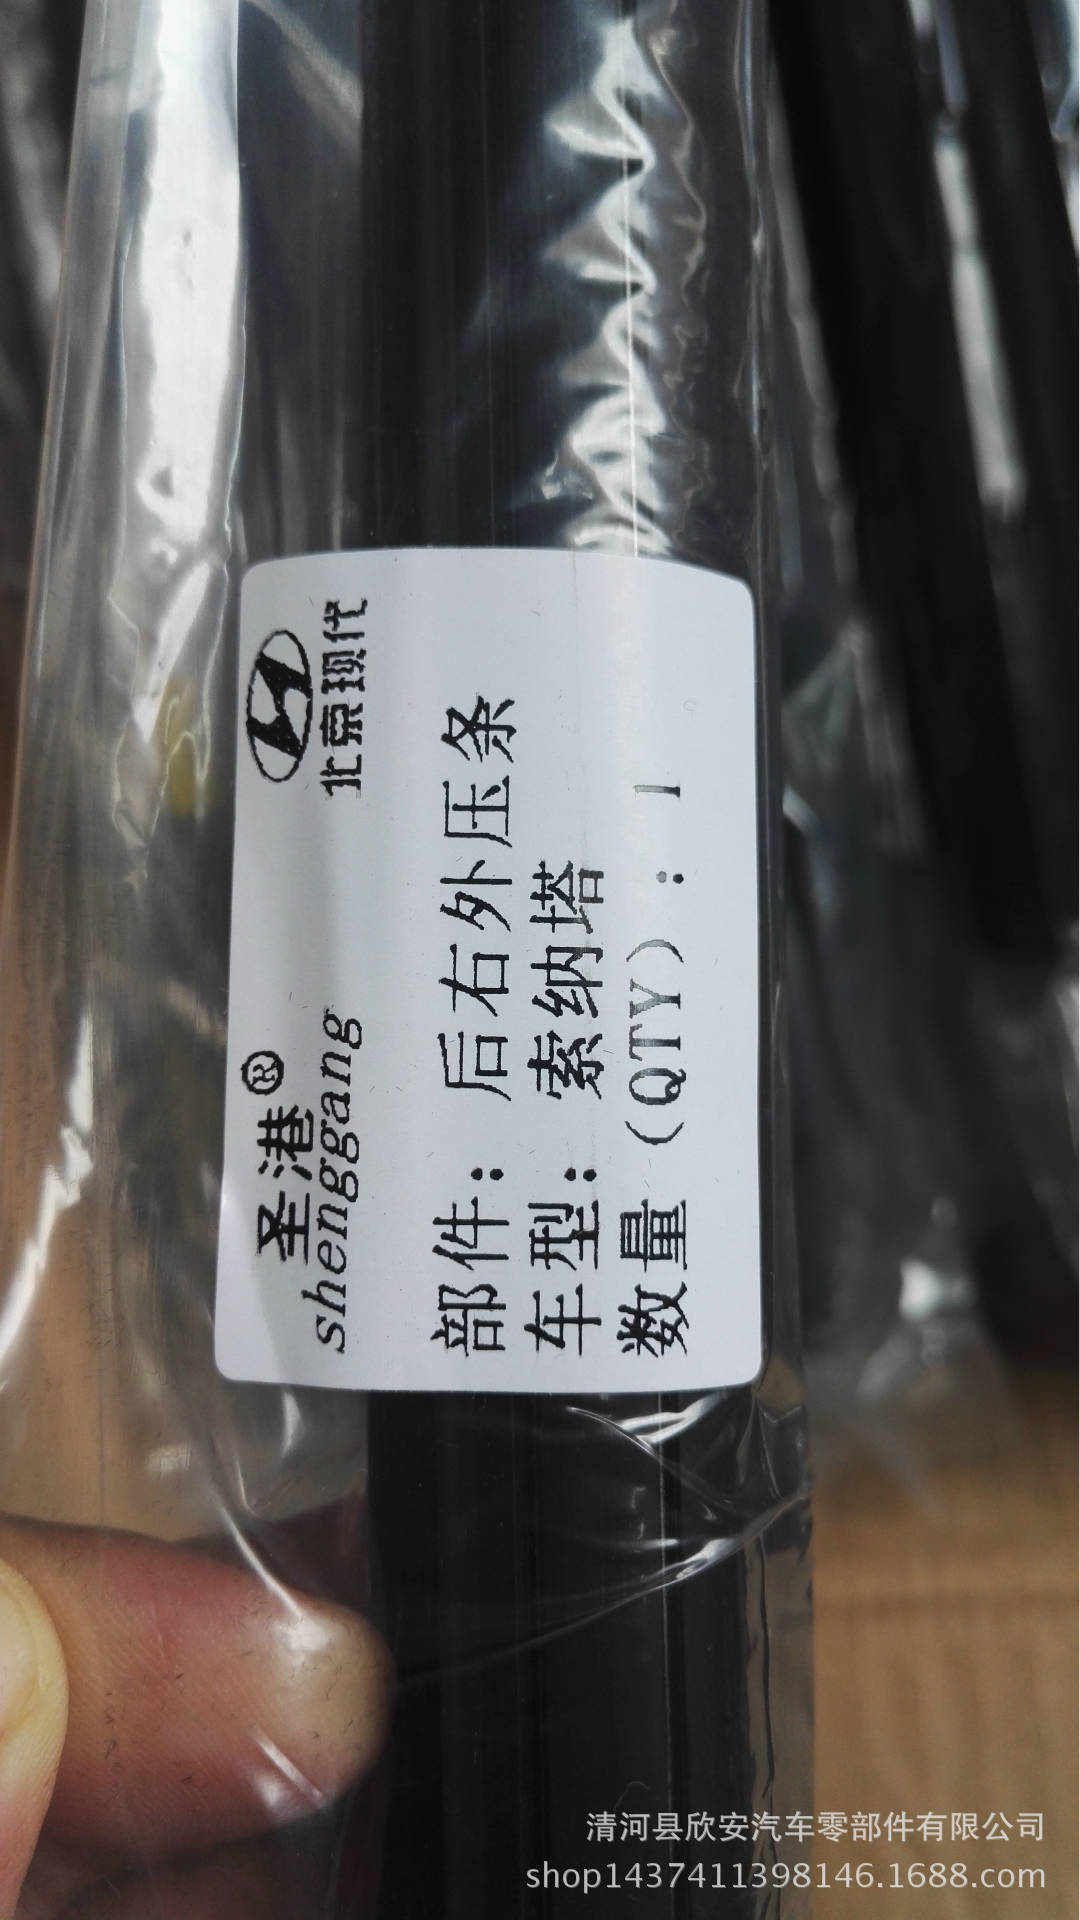 圣港®
shenggang
北京现代
部件：后右外压条
车型：索纳塔
数量（QTY）：1
清河县欣安汽车零部件有限公司
shop1437411398146.1688.com